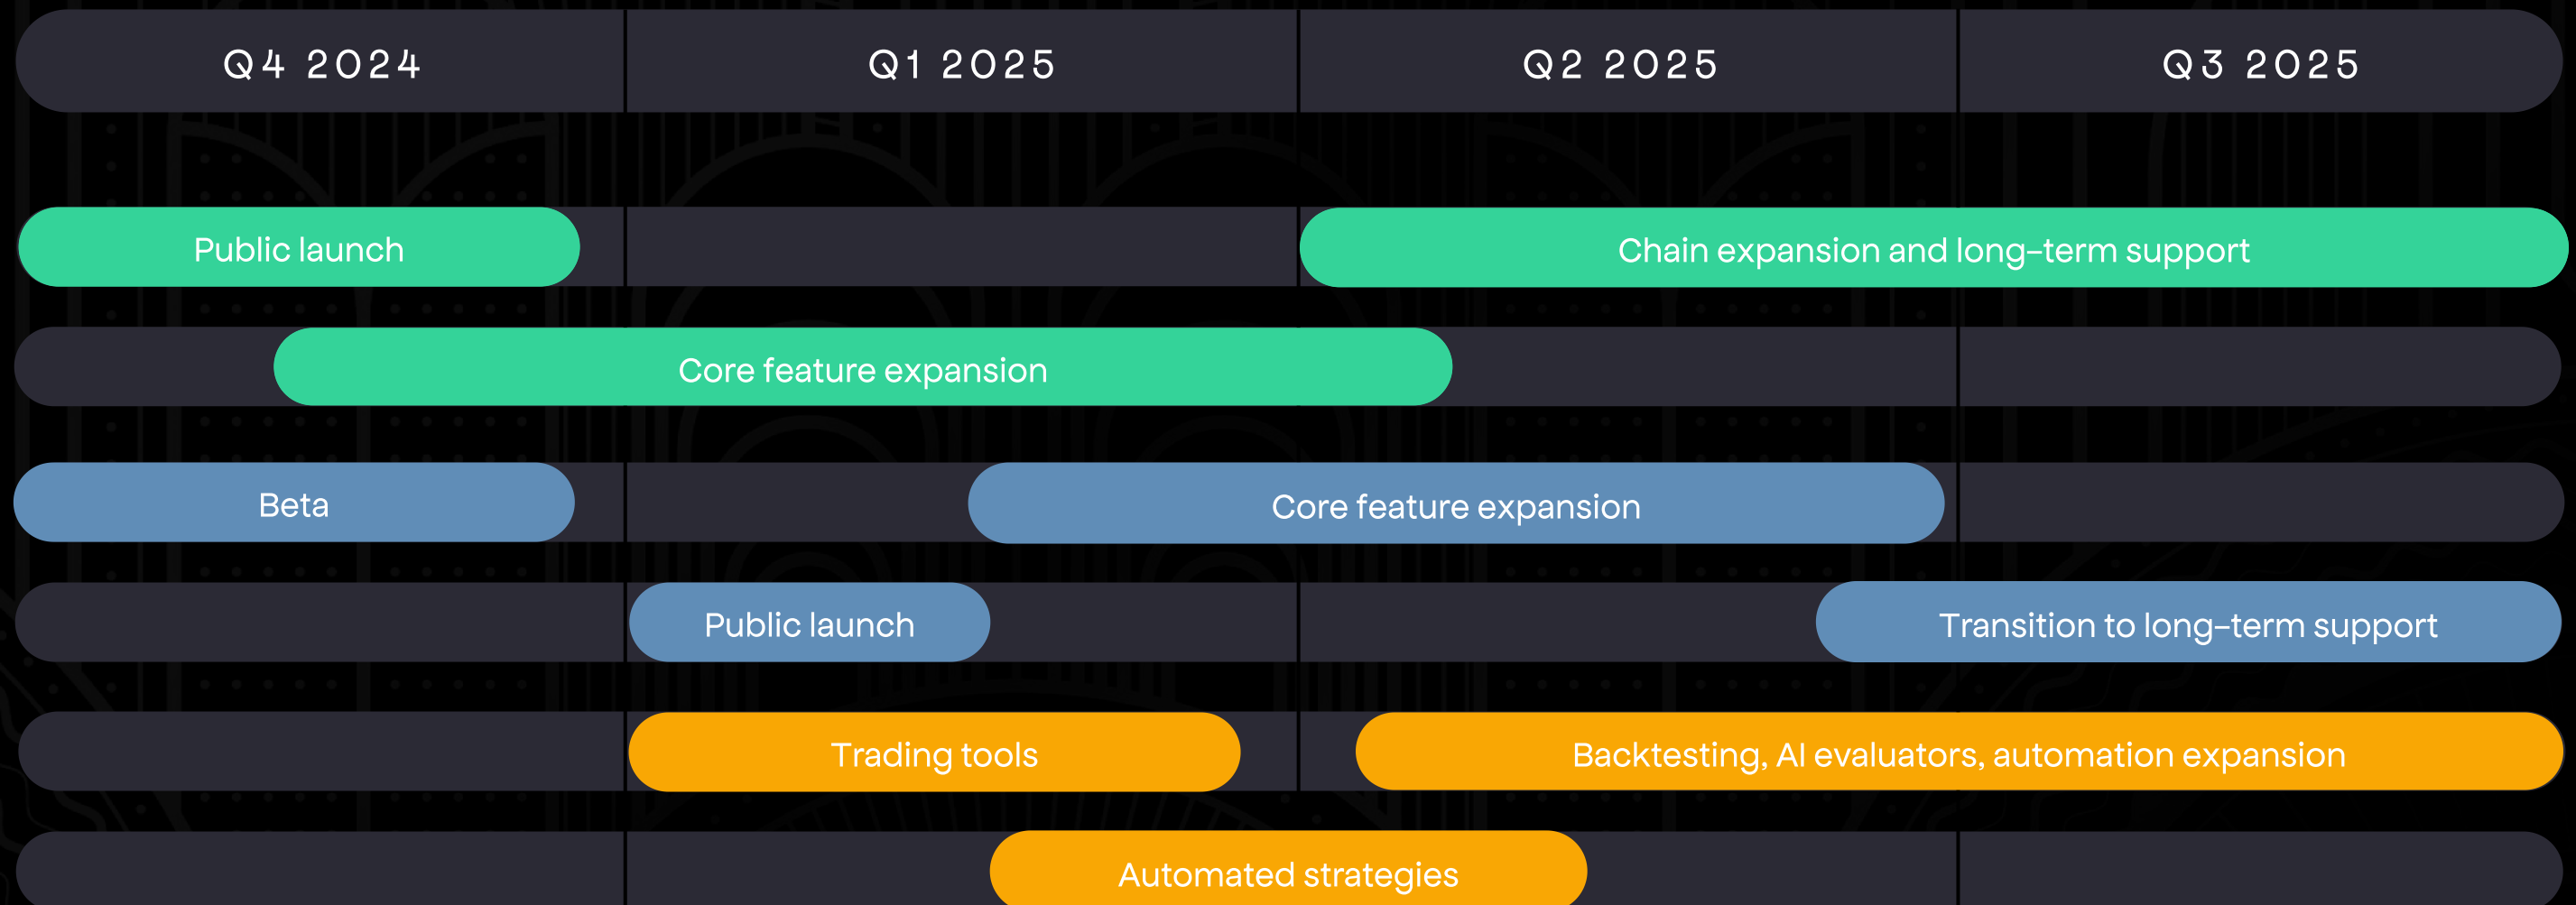 Q4 2024
Q1 2025
Q2 2025
Q3 2025
Public launch
Chain expansion and long-term support
Core feature expansion
Beta
Core feature expansion
Public launch
Transition to long-term support
Trading tools
Backtesting, AI evaluators, automation expansion
Automated strategies